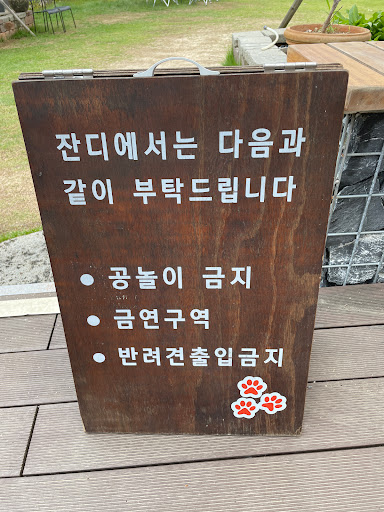 잔디에서는 다음과
같이 부탁드립니다
● 공놀이 금지
● 금연구역
● 반려견출입금지